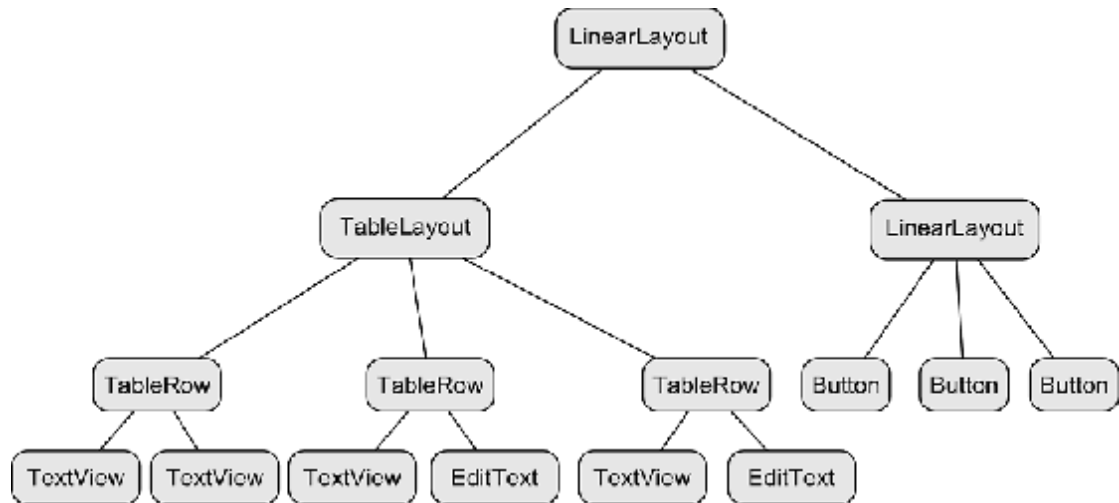 LinearLayout
TableLayout
LinearLayout
TableRow
TableRow
TableRow
Button
Button
Button
TextView
TextView
TextView
EditText
TextView
EditText